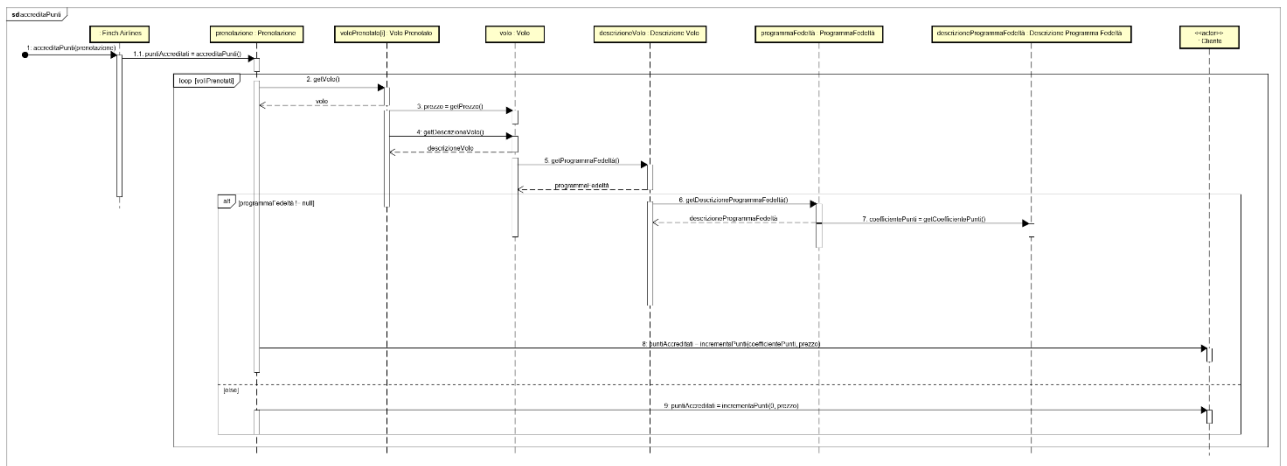 sd accreditaPunti
: Finch Airlines
prenotazione : Prenotazione
voloPrenotato[i] : Volo Prenotato
volo : Volo
descrizioneVolo : Descrizione Volo
programmaFedeltà : ProgrammaFedeltà
descrizioneProgrammaFedeltà : Descrizione Programma Fedeltà
<<actor>>
: Cliente
1: accreditaPunti(prenotazione)
1.1: puntiAccreditati = accreditaPunti()
loop [voliPrenotati]
2: getVolo()
volo
3: prezzo = getPrezzo()
4: getDescrizioneVolo()
descrizioneVolo
5: getProgrammaFedeltà()
programmaFedeltà
alt [programmaFedeltà != null]
6: getDescrizioneProgrammaFedeltà()
descrizioneProgrammaFedeltà
7: coefficientePunti = getCoefficientePunti()
8: puntiAccreditati = incrementaPunti(coefficientePunti, prezzo)
[else]
9: puntiAccreditati = incrementaPunti(0, prezzo)